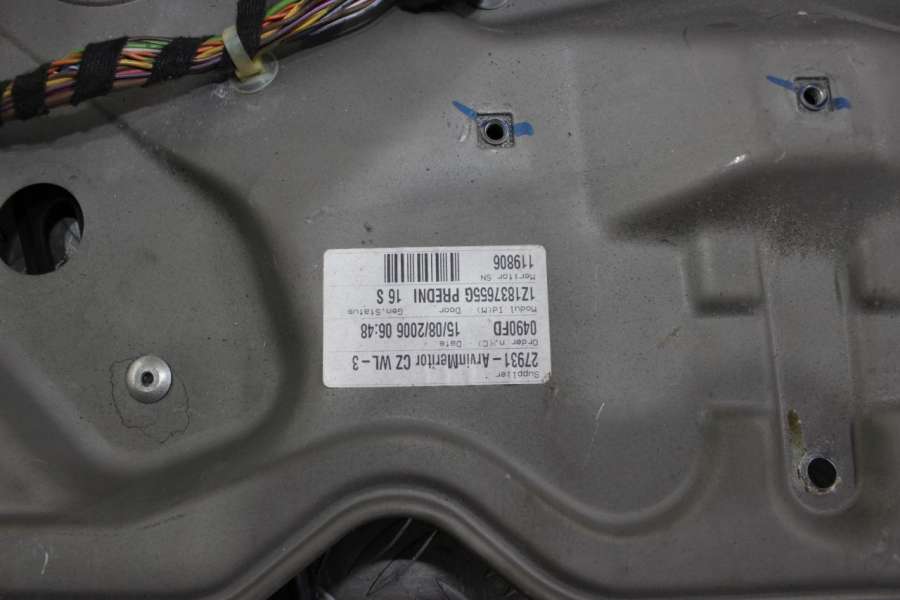 Supplier
27931 - ArvinMeritor CZ WL - 3
Order n.(C) Date
0490FD 15/08/2006 06:48
Modul Id(M) Door Gen.Status
1Z1837655G PREDNI 16 S
Meritor SN
119806